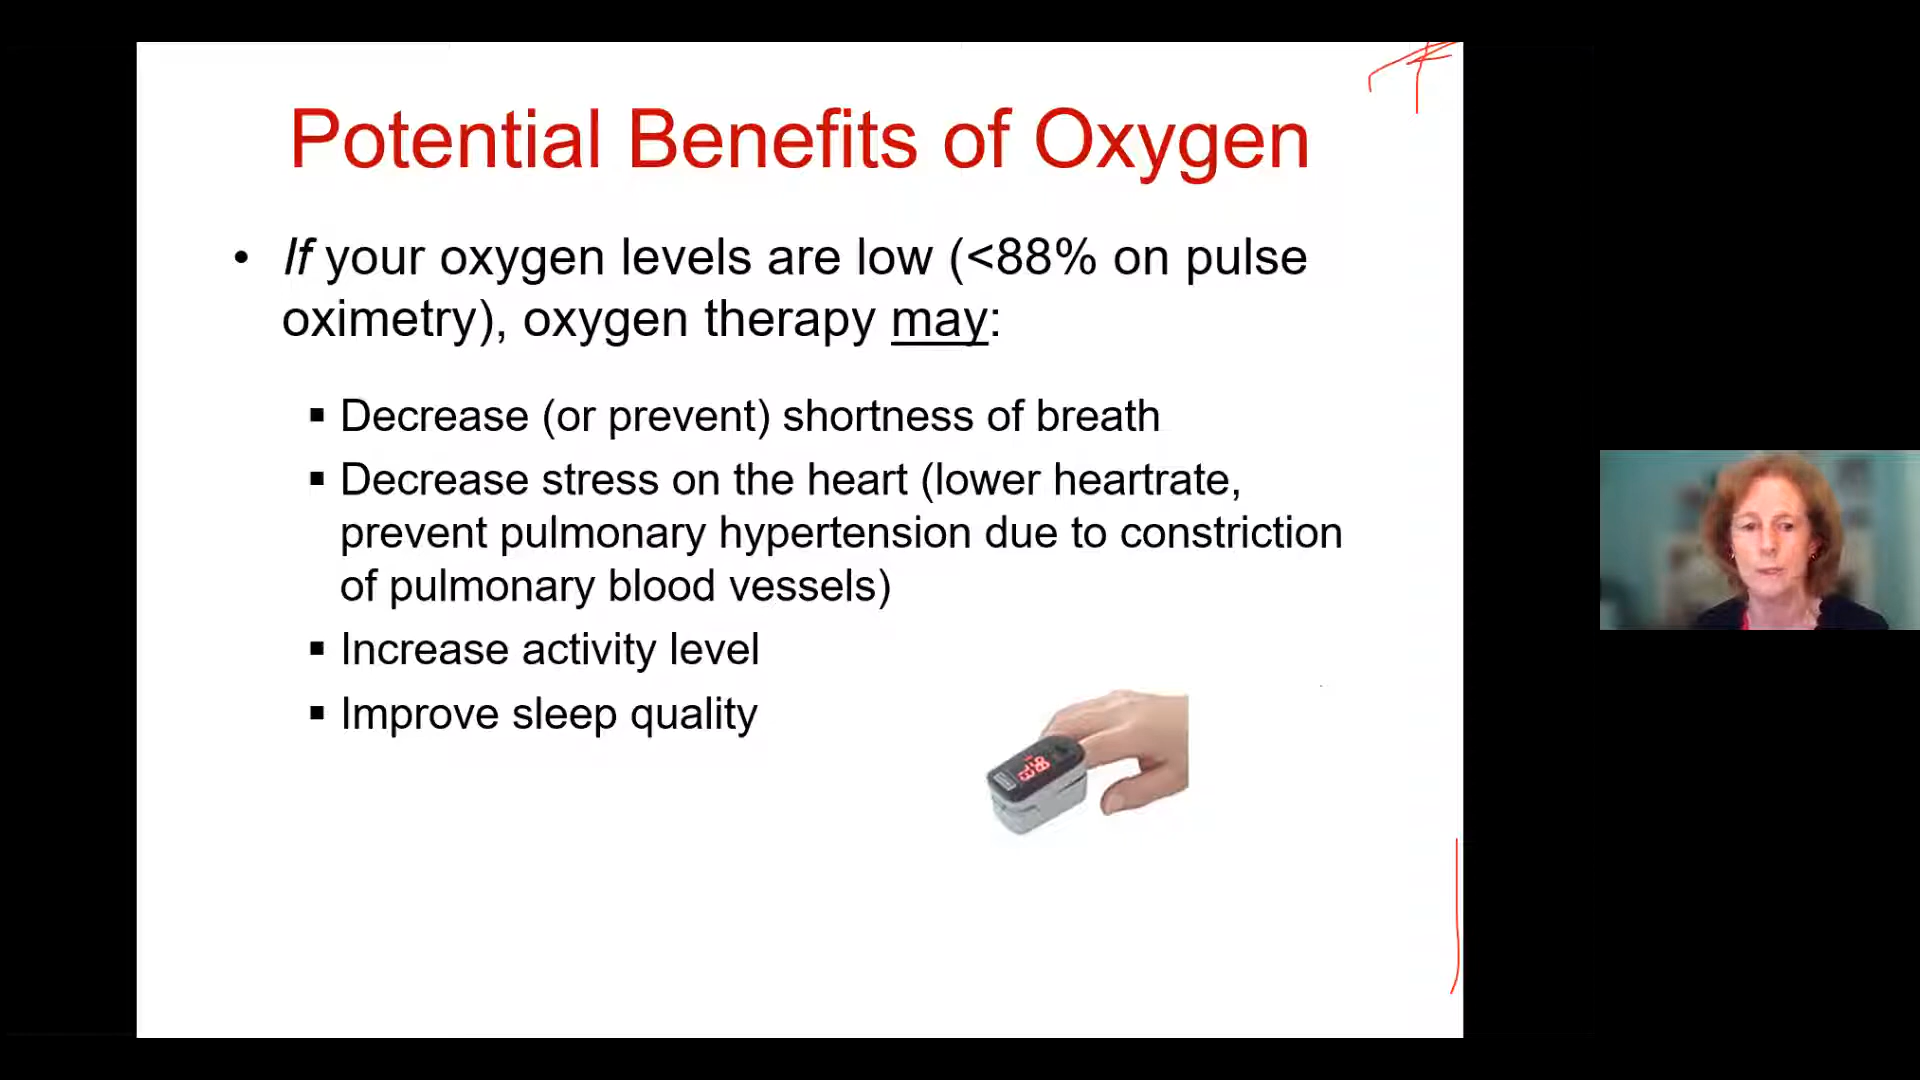 Potential Benefits of Oxygen
• If your oxygen levels are low (<88% on pulse
oximetry), oxygen therapy may:
▪ Decrease (or prevent) shortness of breath
▪ Decrease stress on the heart (lower heartrate,
prevent pulmonary hypertension due to constriction
of pulmonary blood vessels)
▪ Increase activity level
▪ Improve sleep quality